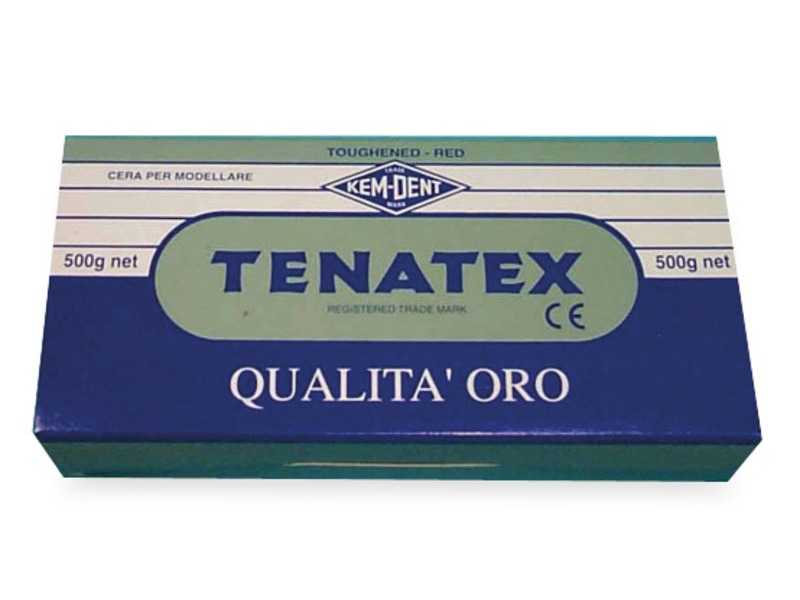 TOUGHENED - RED
CERA PER MODELLARE
TRADE
KEM-DENT
MARK
500g net
500g net
TENATEX
REGISTERED TRADE MARK
CE
QUALITA' ORO